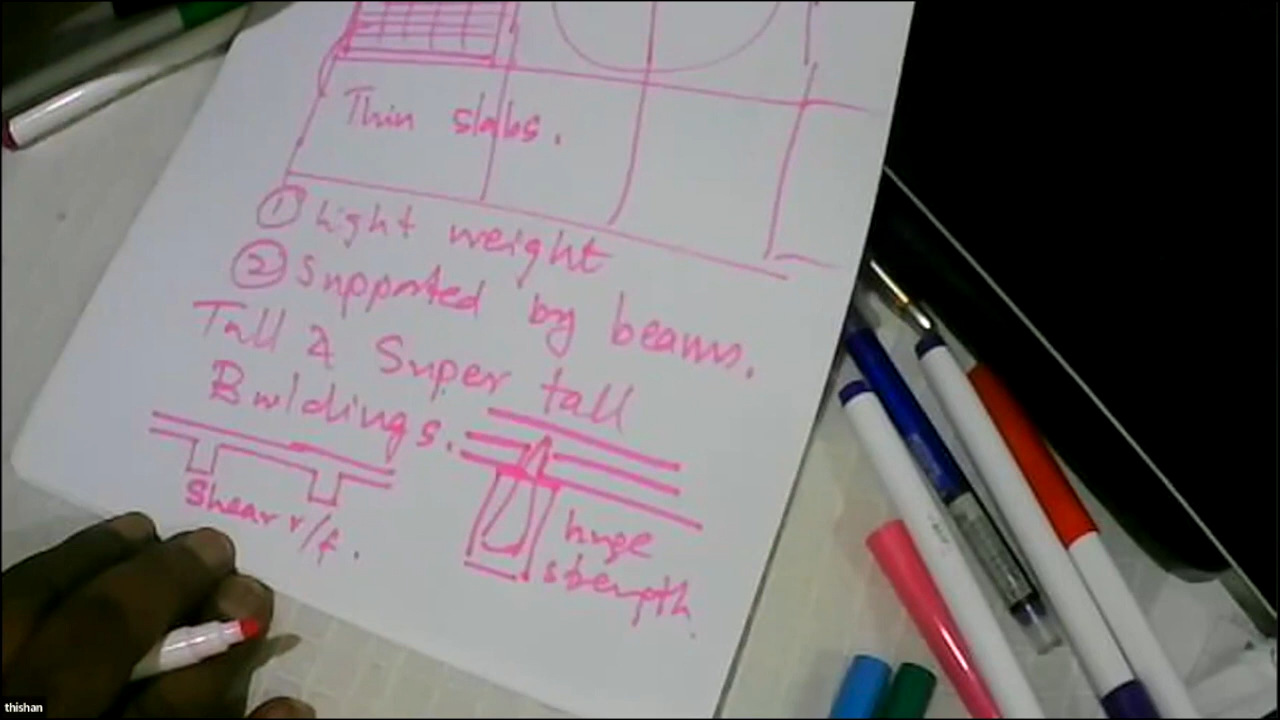 Thin slabs.
① Light weight
② Supported by beams.
Tall & Super tall
Buildings.
Shear r/f.
huge
strength
thishan